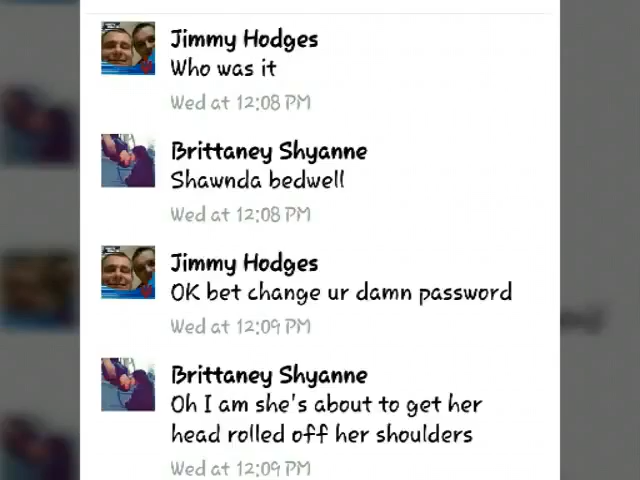 Jimmy Hodges
Who was it
Wed at 12:08 PM
Brittaney Shyanne
Shawnda bedwell
Wed at 12:08 PM
Jimmy Hodges
OK bet change ur damn password
Wed at 12:09 PM
Brittaney Shyanne
Oh I am she's about to get her
head rolled off her shoulders
Wed at 12:09 PM